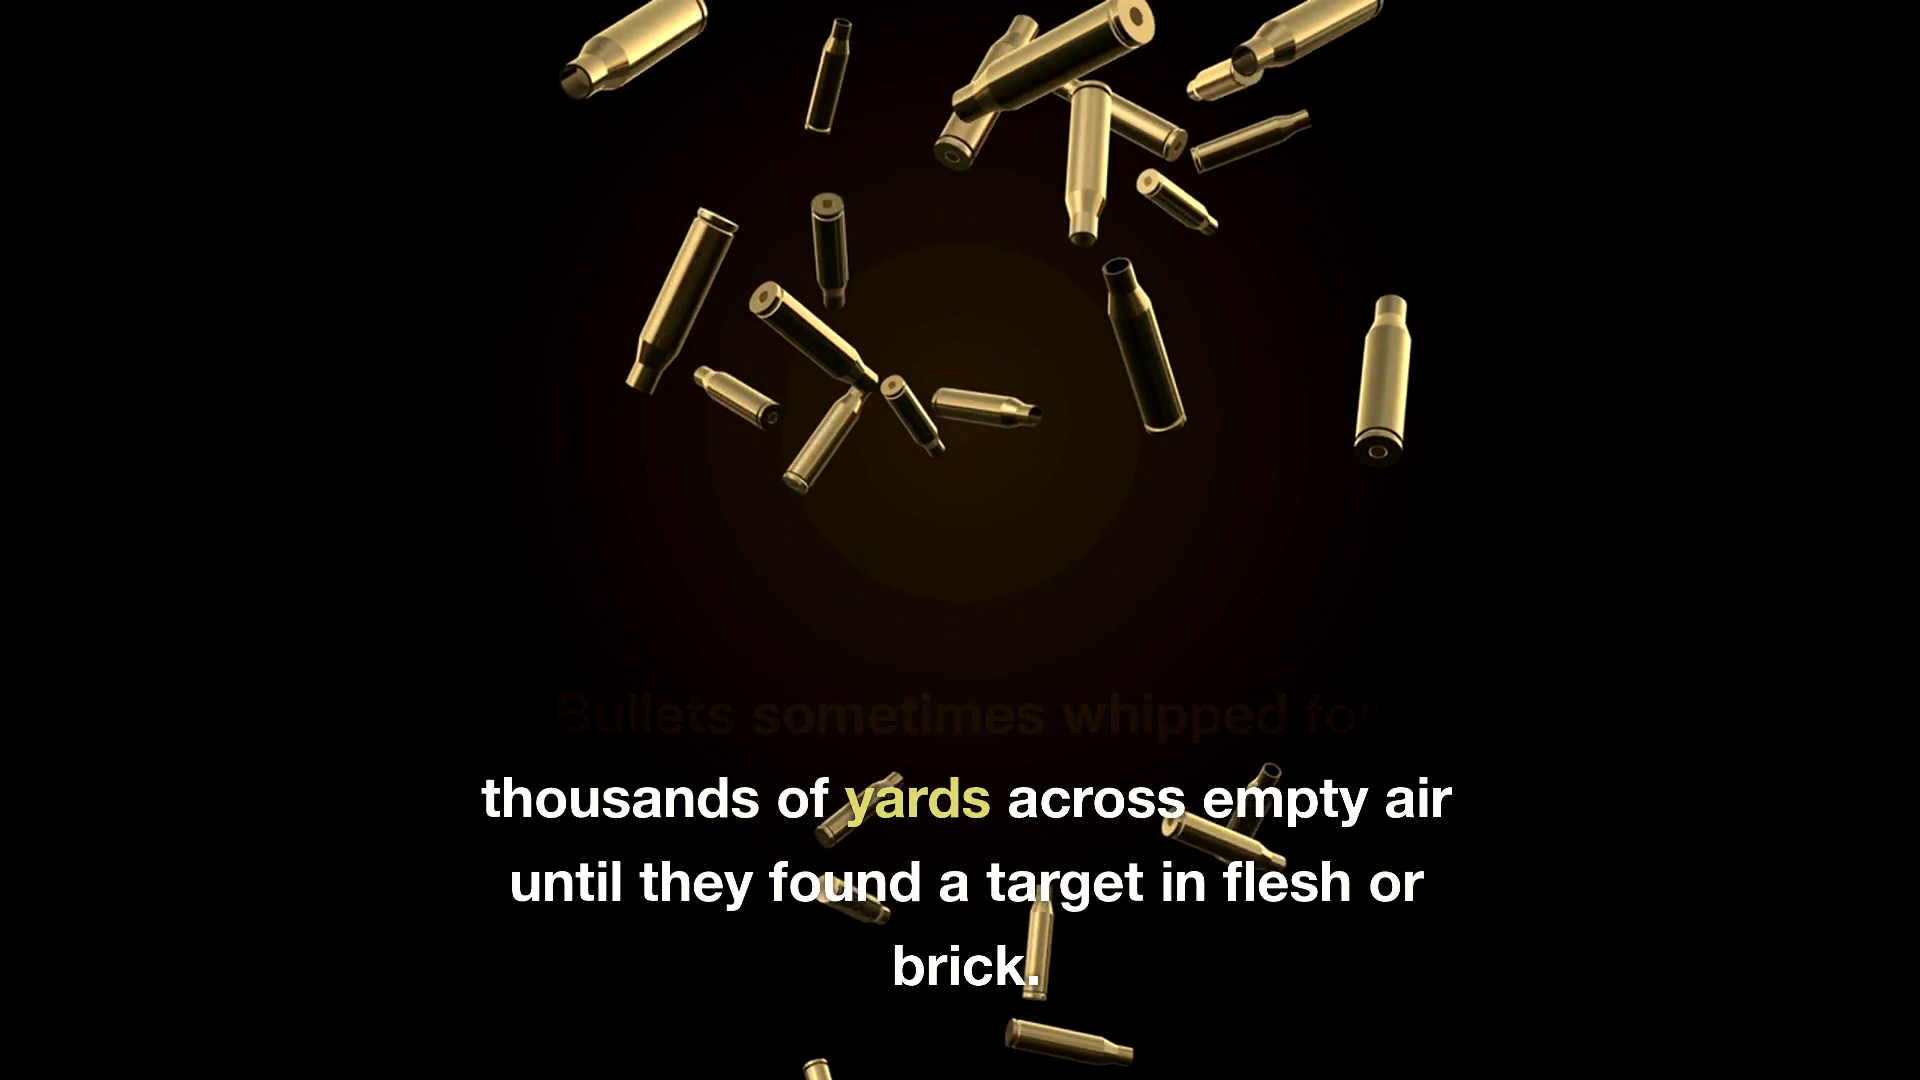 Bullets sometimes whipped for
thousands of yards across empty air
until they found a target in flesh or
brick.